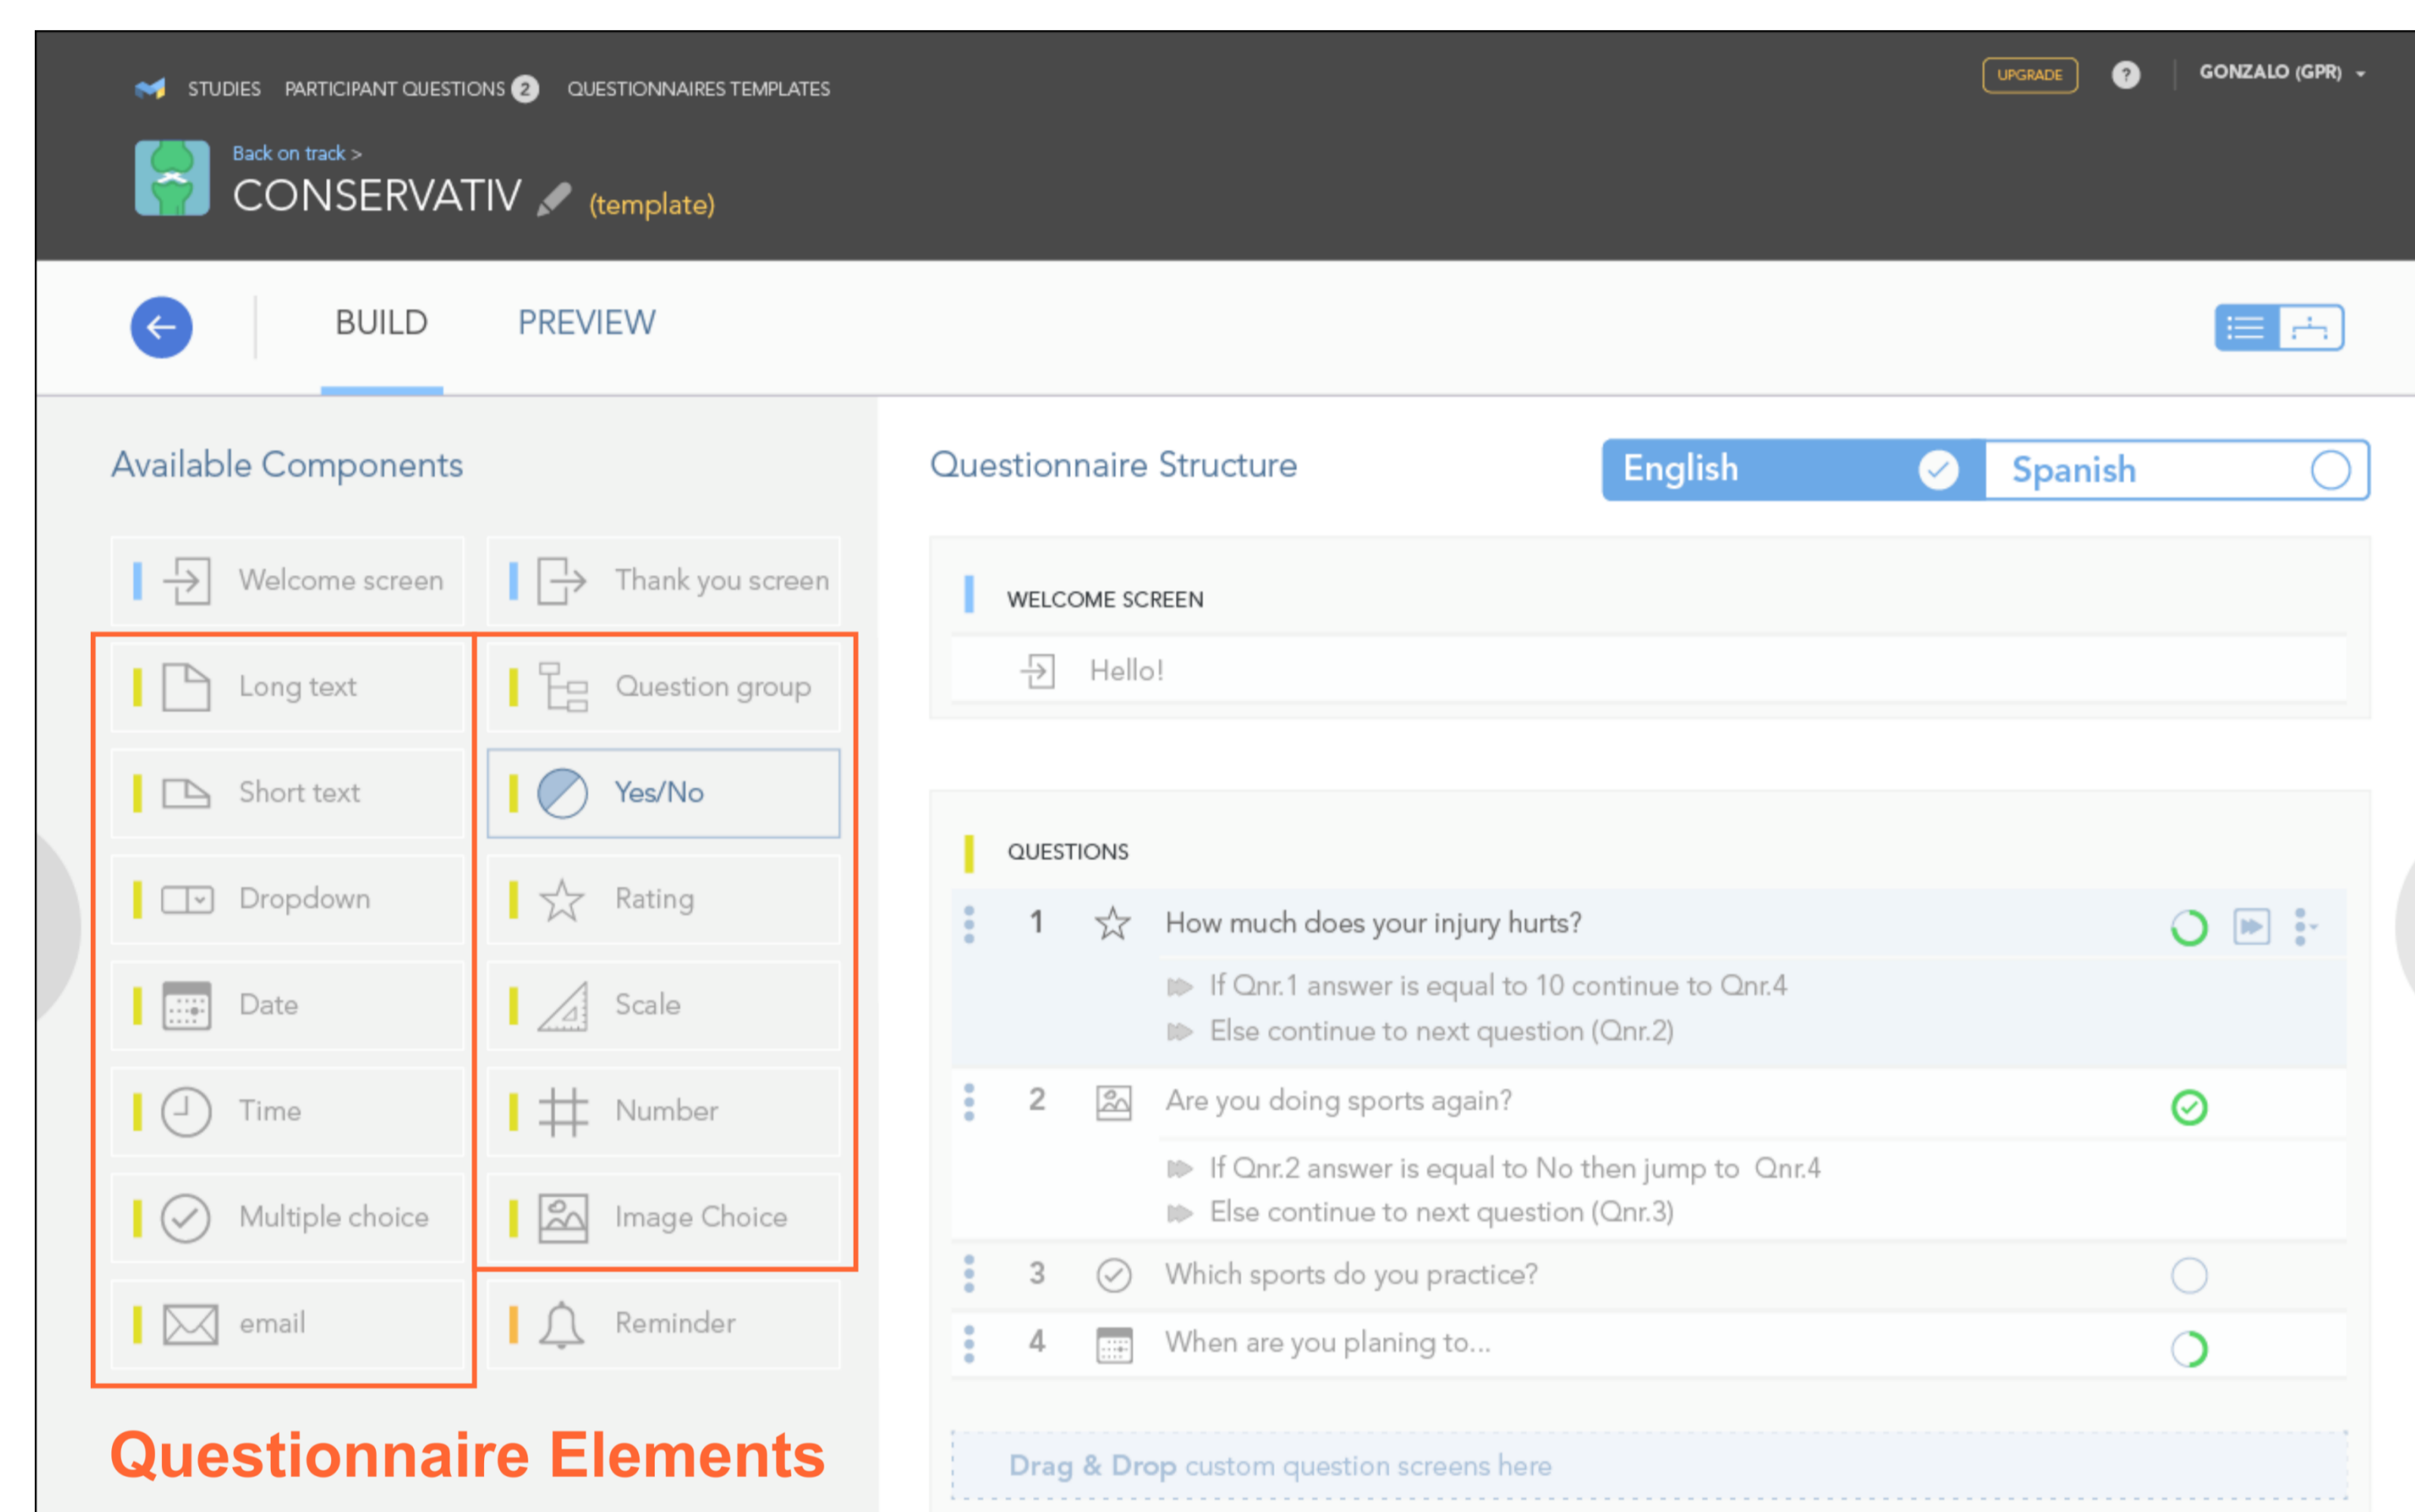 STUDIES PARTICIPANT QUESTIONS 2 QUESTIONNAIRES TEMPLATES
UPGRADE ? GONZALO (GPR)
Back on track >
CONSERVATIV (template)
BUILD PREVIEW
Available Components
Welcome screen Thank you screen
Long text Question group
Short text Yes/No
Dropdown Rating
Date Scale
Time Number
Multiple choice Image Choice
email Reminder
Questionnaire Elements
Questionnaire Structure English Spanish
WELCOME SCREEN
Hello!
QUESTIONS
1 How much does your injury hurts?
If Qnr.1 answer is equal to 10 continue to Qnr.4
Else continue to next question (Qnr.2)
2 Are you doing sports again?
If Qnr.2 answer is equal to No then jump to Qnr.4
Else continue to next question (Qnr.3)
3 Which sports do you practice?
4 When are you planing to...
Drag & Drop custom question screens here